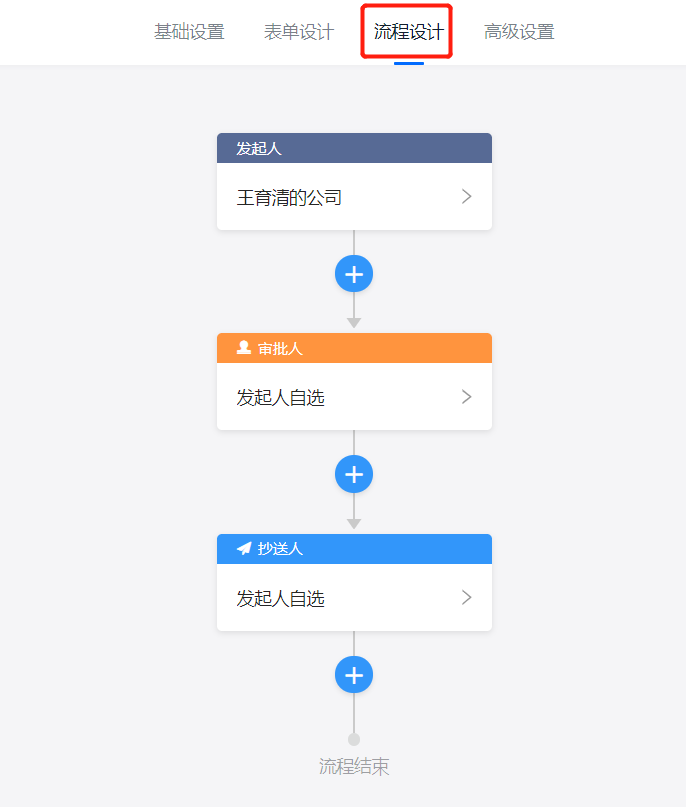 基础设置 表单设计 流程设计 高级设置
发起人
王育清的公司
审批人
发起人自选
抄送人
发起人自选
流程结束